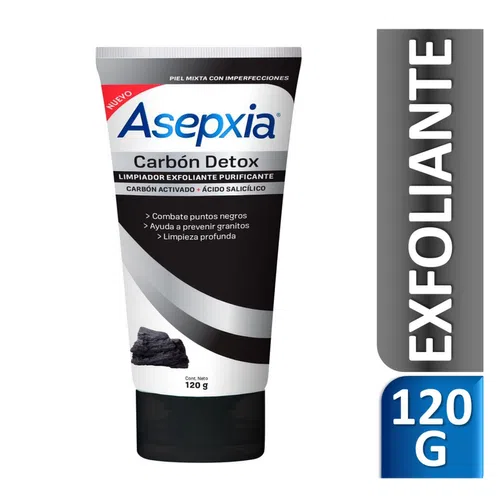 PIEL MIXTA CON IMPERFECCIONES
NUEVO
Asepxia®
Carbón Detox
LIMPIADOR EXFOLIANTE PURIFICANTE
CARBÓN ACTIVADO • ÁCIDO SALICÍLICO
> Combate puntos negros
> Ayuda a prevenir granitos
> Limpieza profunda
Cont. Neto
120 g
EXFOLIANTE
120
G